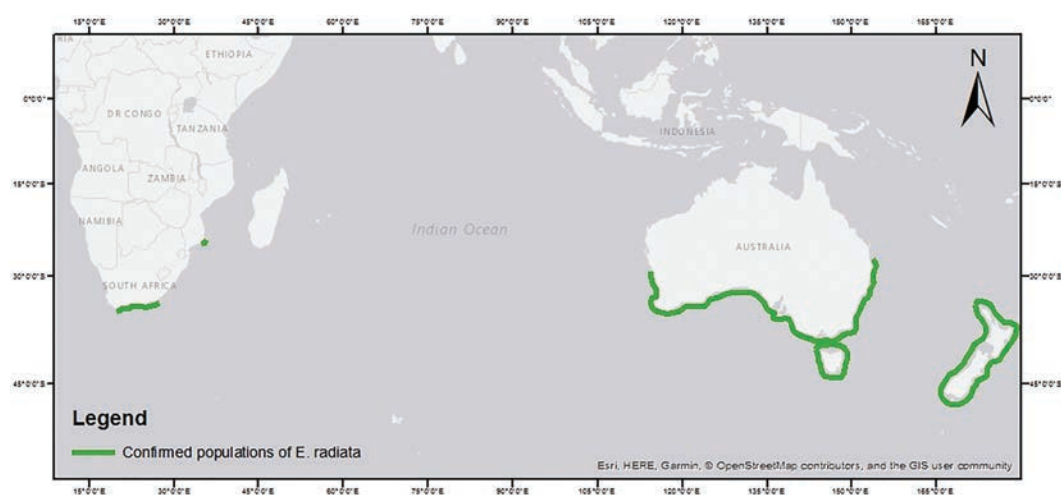 15°0'0"E 30°0'0"E 45°0'0"E 60°0'0"E 75°0'0"E 90°0'0"E 105°0'0"E 120°0'0"E 135°0'0"E 150°0'0"E 165°0'0"E
ETHIOPIA
N
0°0'0" 0°0'0"
DR CONGO
TANZANIA
INDONESIA
ANGOLA
ZAMBIA
15°0'0"S 15°0'0"S
NAMIBIA
Indian Ocean
AUSTRALIA
30°0'0"S 30°0'0"S
SOUTH AFRICA
45°0'0"S 45°0'0"S
Legend
Confirmed populations of E. radiata
Esri, HERE, Garmin, © OpenStreetMap contributors, and the GIS user community
15°0'0"E 30°0'0"E 45°0'0"E 60°0'0"E 75°0'0"E 90°0'0"E 105°0'0"E 120°0'0"E 135°0'0"E 150°0'0"E 165°0'0"E